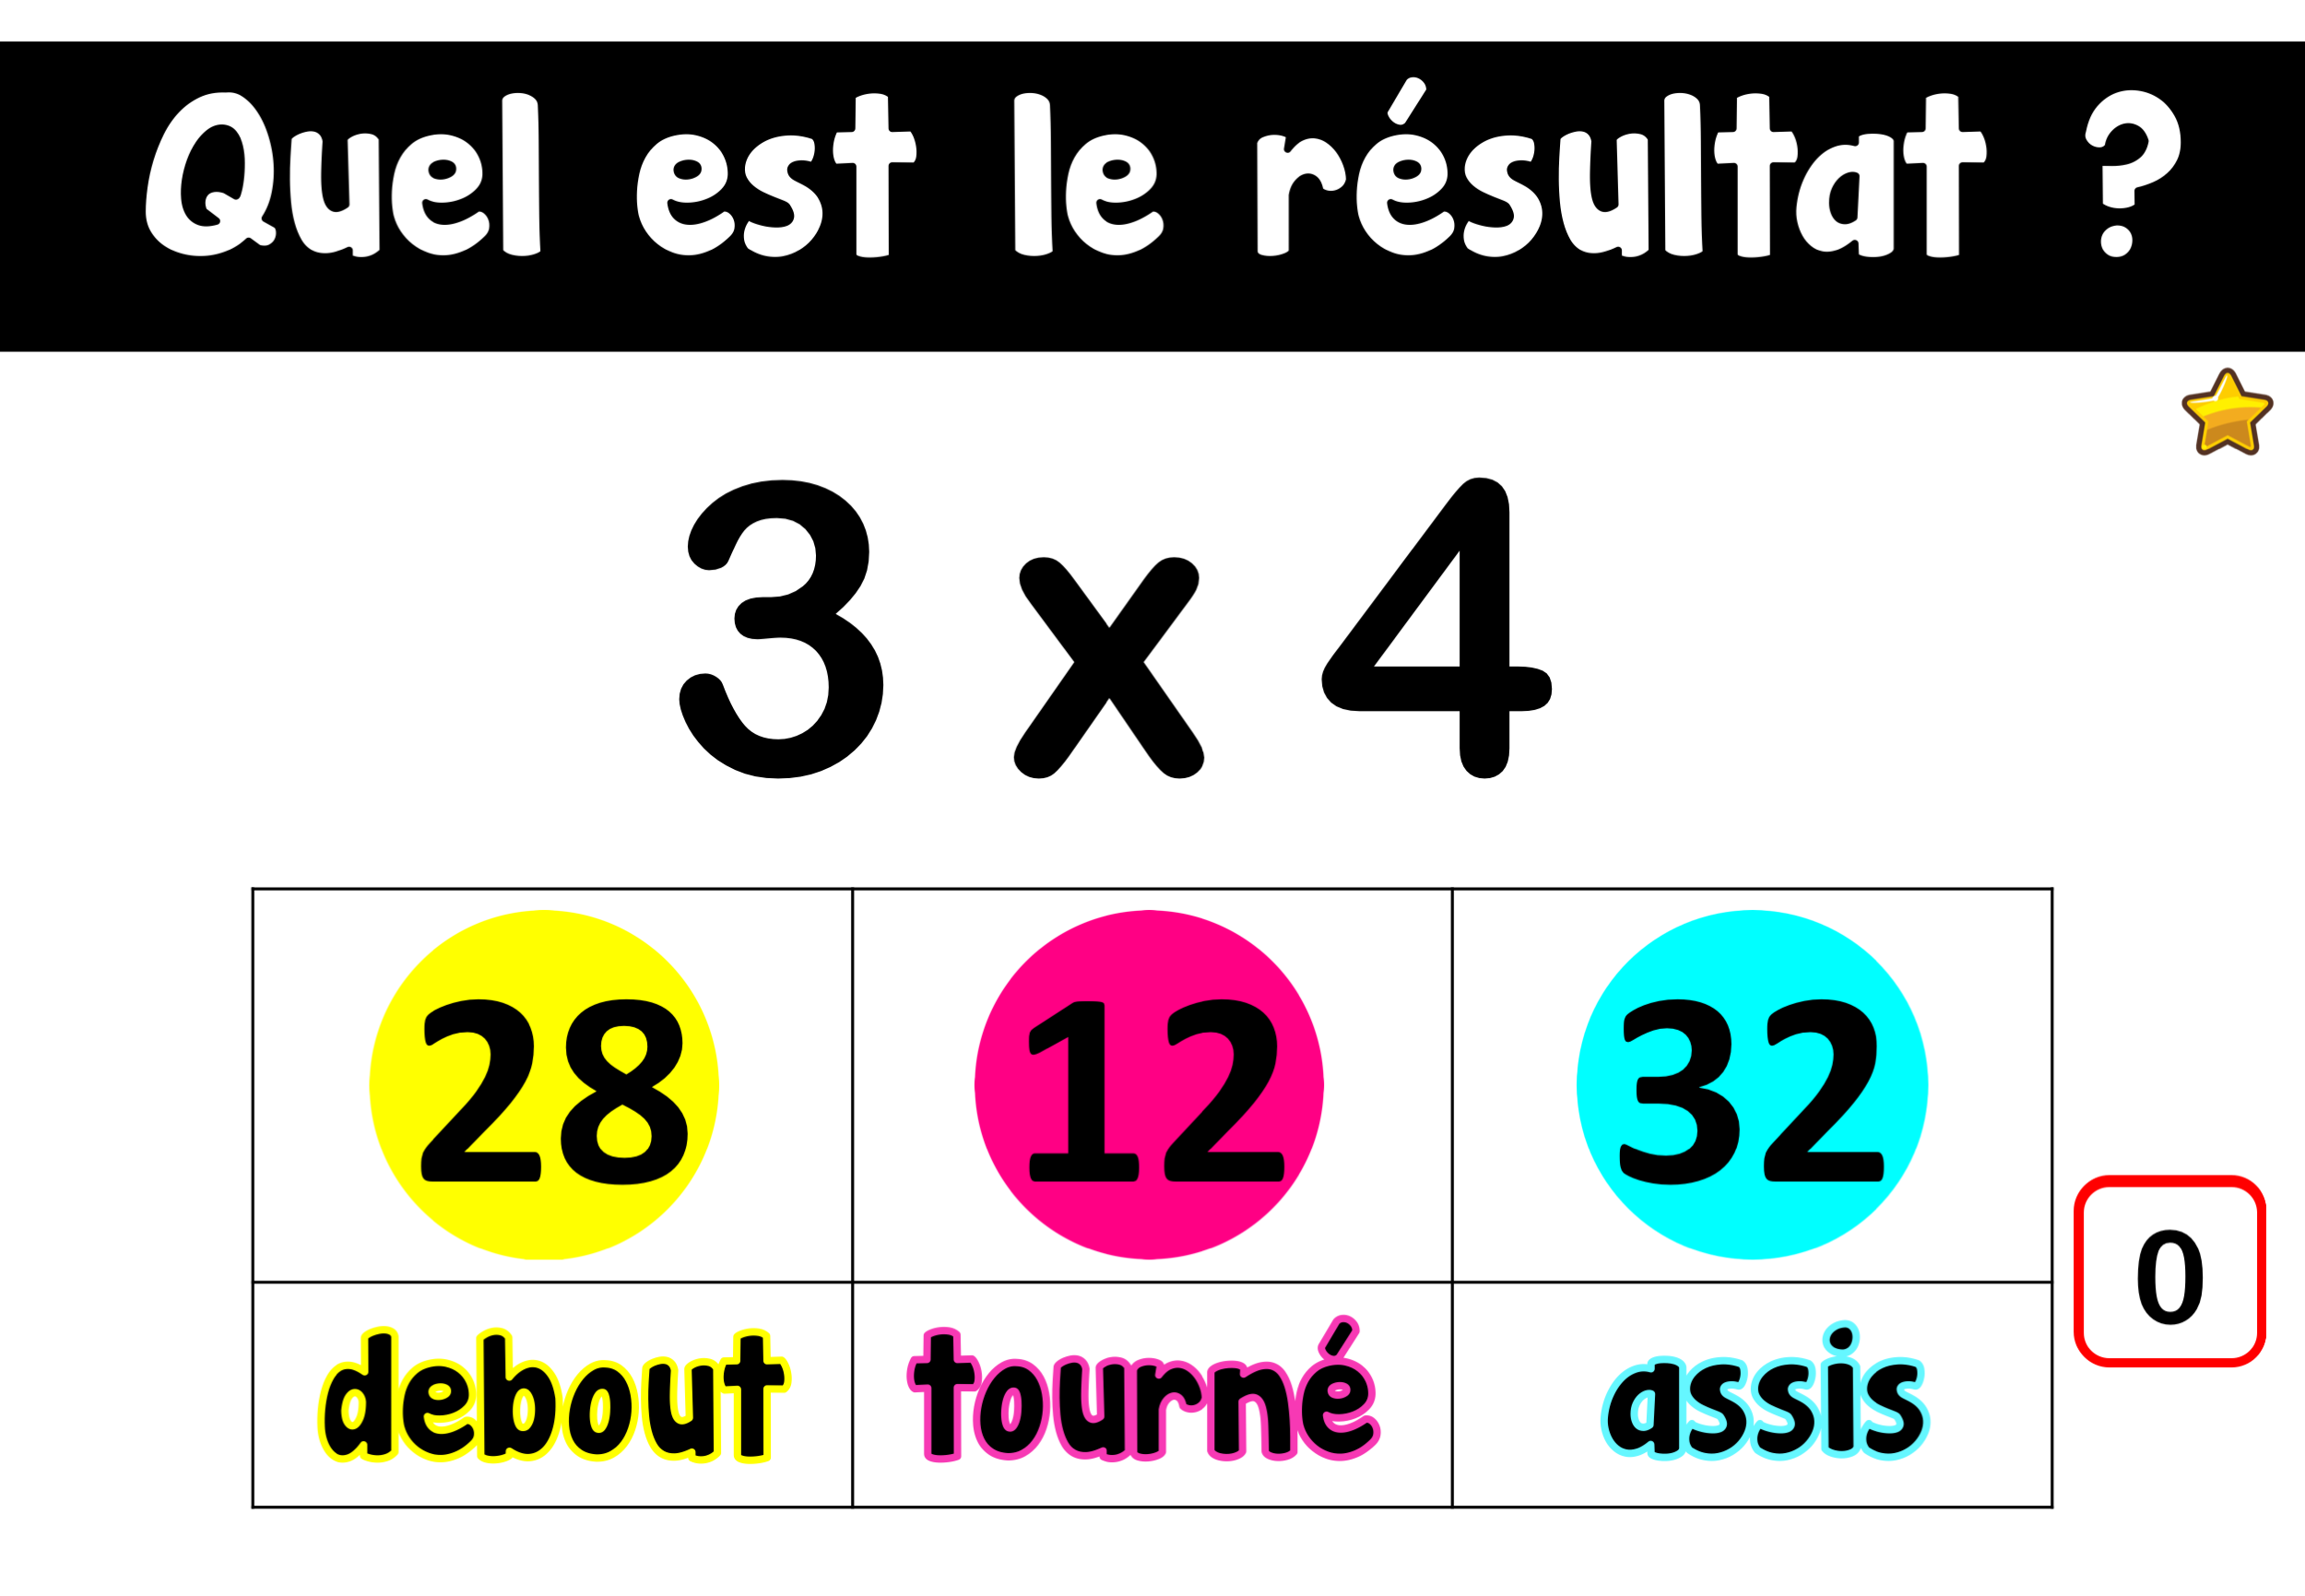 Quel est le résultat ?
3 x 4
28 12 32
0
debout tourné assis